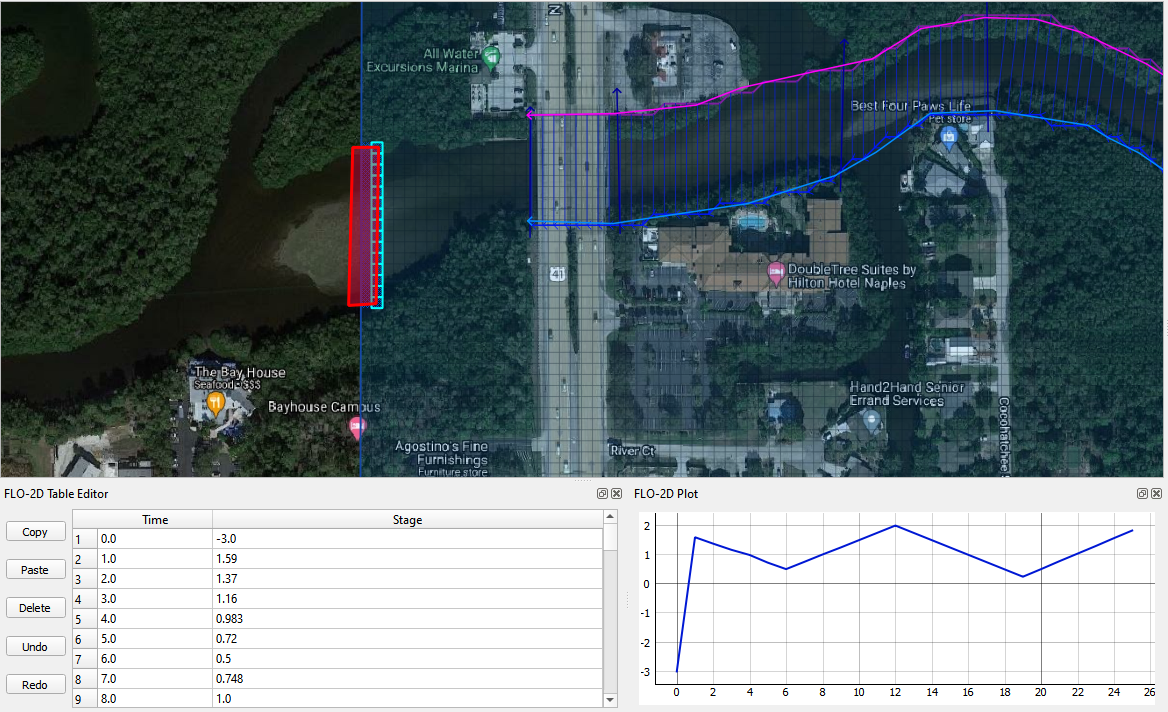 N
All Water
Excursions Marina
Best Four Paws Life
Pet store
41
DoubleTree Suites by
Hilton Hotel Naples
The Bay House
Seafood • $$$
Bayhouse Campus
Hand2Hand Senior
Errand Services
Agostino's Fine
Furnishings
Furniture store
River Ct
Cocohatchee
FLO-2D Table Editor
Copy
Paste
Delete
Undo
Redo
Time Stage
1 0.0 -3.0
2 1.0 1.59
3 2.0 1.37
4 3.0 1.16
5 4.0 0.983
6 5.0 0.72
7 6.0 0.5
8 7.0 0.748
9 8.0 1.0
FLO-2D Plot
2
1
0
-1
-2
-3
0 2 4 6 8 10 12 14 16 18 20 22 24 26